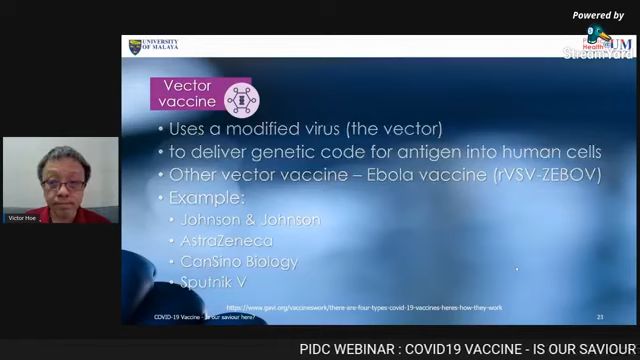 Powered by
StreamYard
UNIVERSITY
OF MALAYA
Health
UM
Vector
vaccine
• Uses a modified virus (the vector)
• to deliver genetic code for antigen into human cells
• Other vector vaccine – Ebola vaccine (rVSV-ZEBOV)
• Example:
• Johnson & Johnson
• AstraZeneca
• CanSino Biology
• Sputnik V
Victor Hoe
https://www.gavi.org/vaccineswork/there-are-four-types-covid-19-vaccines-heres-how-they-work
COVID-19 Vaccine - Is our saviour here?
23
PIDC WEBINAR : COVID19 VACCINE - IS OUR SAVIOUR